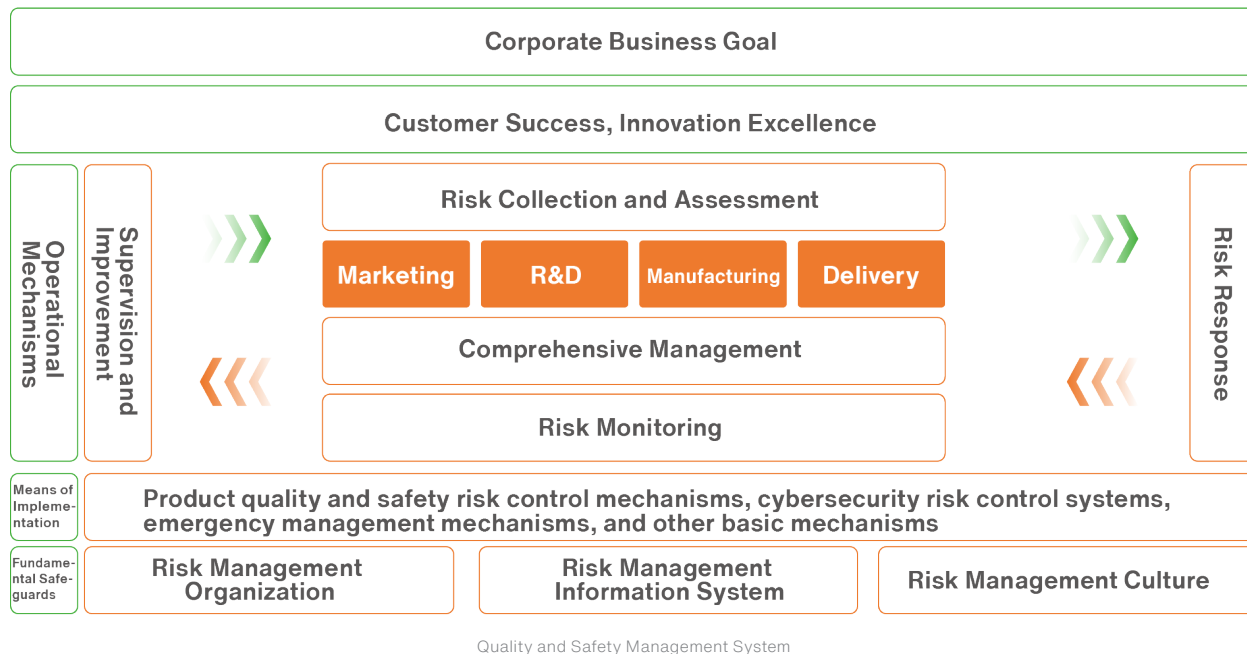 Corporate Business Goal
Customer Success, Innovation Excellence
Operational
Mechanisms
Supervision and
Improvement
Risk Collection and Assessment
Marketing
R&D
Manufacturing
Delivery
Comprehensive Management
Risk Monitoring
Risk Response
Means of
Impleme-
ntation
Product quality and safety risk control mechanisms, cybersecurity risk control systems,
emergency management mechanisms, and other basic mechanisms
Fundame-
ntal Safe-
guards
Risk Management
Organization
Risk Management
Information System
Risk Management Culture
Quality and Safety Management System